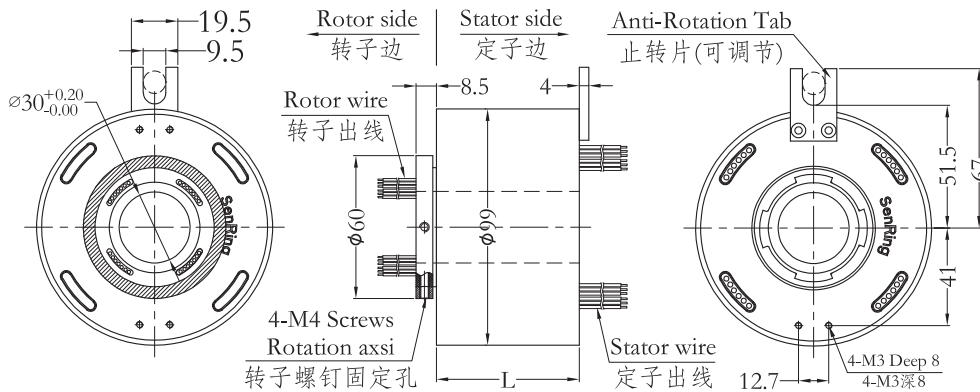 19.5
9.5
⌀30+0.20
-0.00
SenRing
Rotor side
转子边
Stator side
定子边
8.5
4
Rotor wire
转子出线
ϕ60
ϕ99
4-M4 Screws
Rotation axsi
转子螺钉固定孔
L
Stator wire
定子出线
Anti-Rotation Tab
止转片(可调节)
SenRing
51.5
67
41
12.7
4-M3 Deep 8
4-M3深8